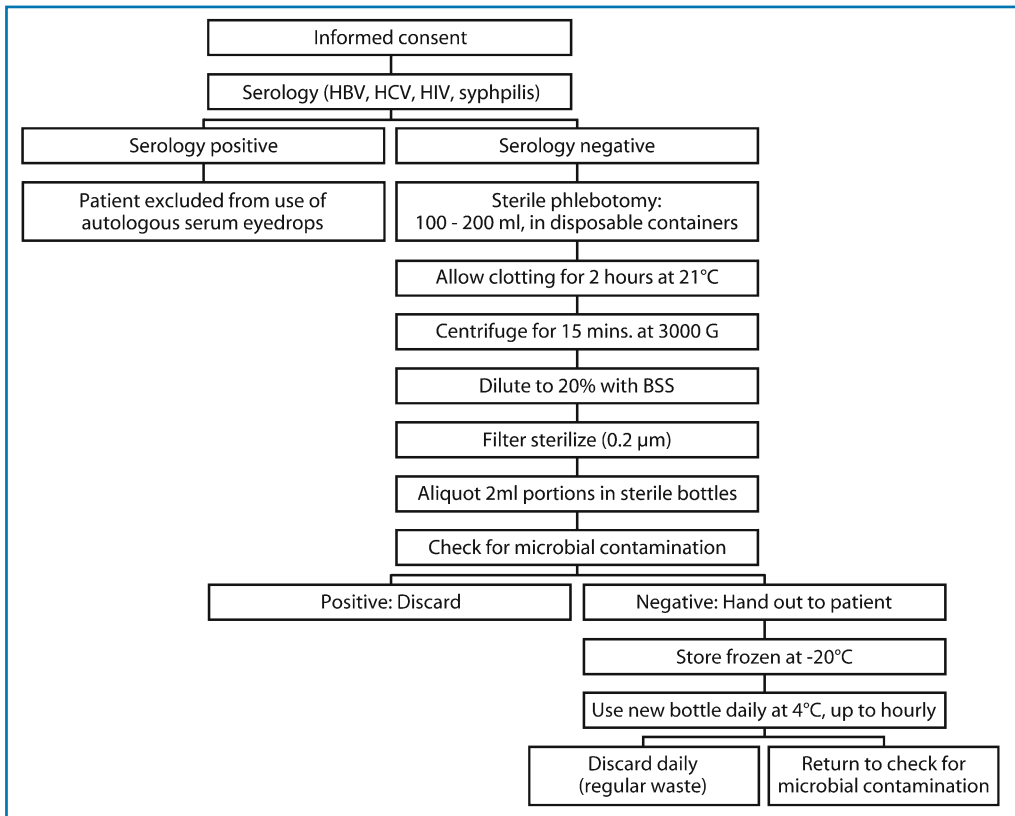 Informed consent
Serology (HBV, HCV, HIV, syphpilis)
Serology positive
Serology negative
Patient excluded from use of
autologous serum eyedrops
Sterile phlebotomy:
100 - 200 ml, in disposable containers
Allow clotting for 2 hours at 21°C
Centrifuge for 15 mins. at 3000 G
Dilute to 20% with BSS
Filter sterilize (0.2 µm)
Aliquot 2ml portions in sterile bottles
Check for microbial contamination
Positive: Discard
Negative: Hand out to patient
Store frozen at -20°C
Use new bottle daily at 4°C, up to hourly
Discard daily
(regular waste)
Return to check for
microbial contamination